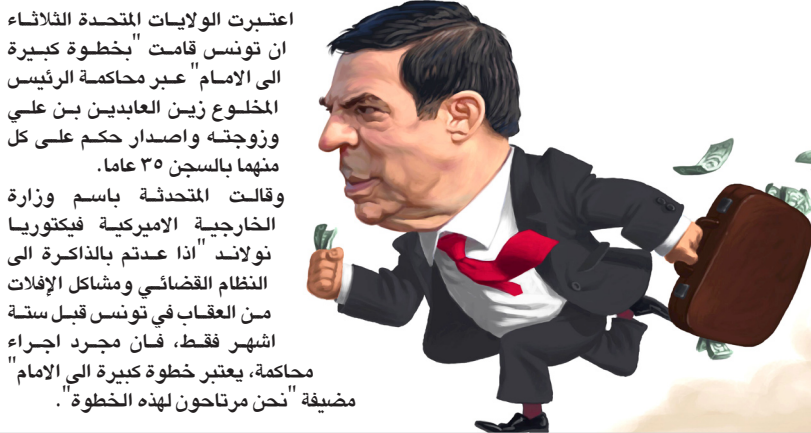 اعتبرت الولايات المتحدة الثلاثاء
ان تونس قامت "بخطوة كبيرة
الى الامام" عبر محاكمة الرئيس
المخلوع زين العابدين بن علي
وزوجته واصدار حكم على كل
منهما بالسجن ٣٥ عاما.
وقالت المتحدثة باسم وزارة
الخارجية الاميركية فيكتوريا
نولاند "اذا عدتم بالذاكرة الى
النظام القضائي ومشاكل الإفلات
من العقاب في تونس قبل ستة
اشهر فقط، فان مجرد اجراء
محاكمة، يعتبر خطوة كبيرة الى الامام"
مضيفة "نحن مرتاحون لهذه الخطوة".